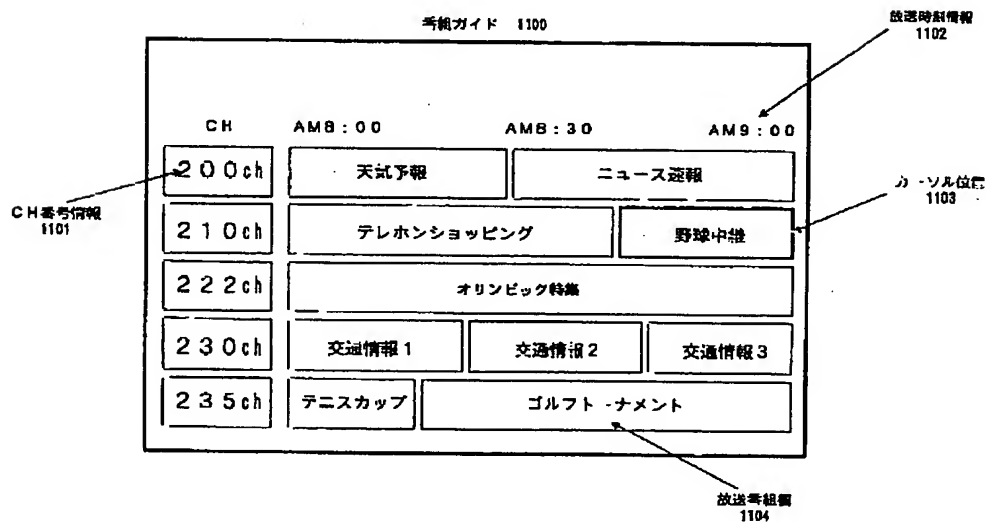 番組ガイド 1100
放送時刻情報
1102
CH AM8:00 AM8:30 AM9:00
200ch 天気予報 ニュース速報
CH番号情報
1101
カーソル位置
1103
210ch テレホンショッピング 野球中継
222ch オリンピック特集
230ch 交通情報1 交通情報2 交通情報3
235ch テニスカップ ゴルフトーナメント
放送番組欄
1104